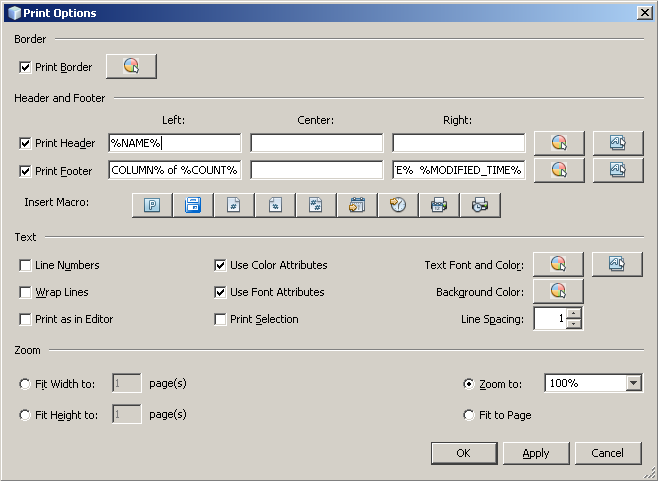 Print Options
Border
Print Border
Header and Footer
Left: Center: Right:
Print Header %NAME%
Print Footer COLUMN% of %COUNT% E% %MODIFIED_TIME%
Insert Macro: P # # #
Text
Line Numbers Use Color Attributes Text Font and Color:
Wrap Lines Use Font Attributes Background Color:
Print as in Editor Print Selection Line Spacing: 1
Zoom
Fit Width to: 1 page(s) Zoom to: 100%
Fit Height to: 1 page(s) Fit to Page
OK Apply Cancel